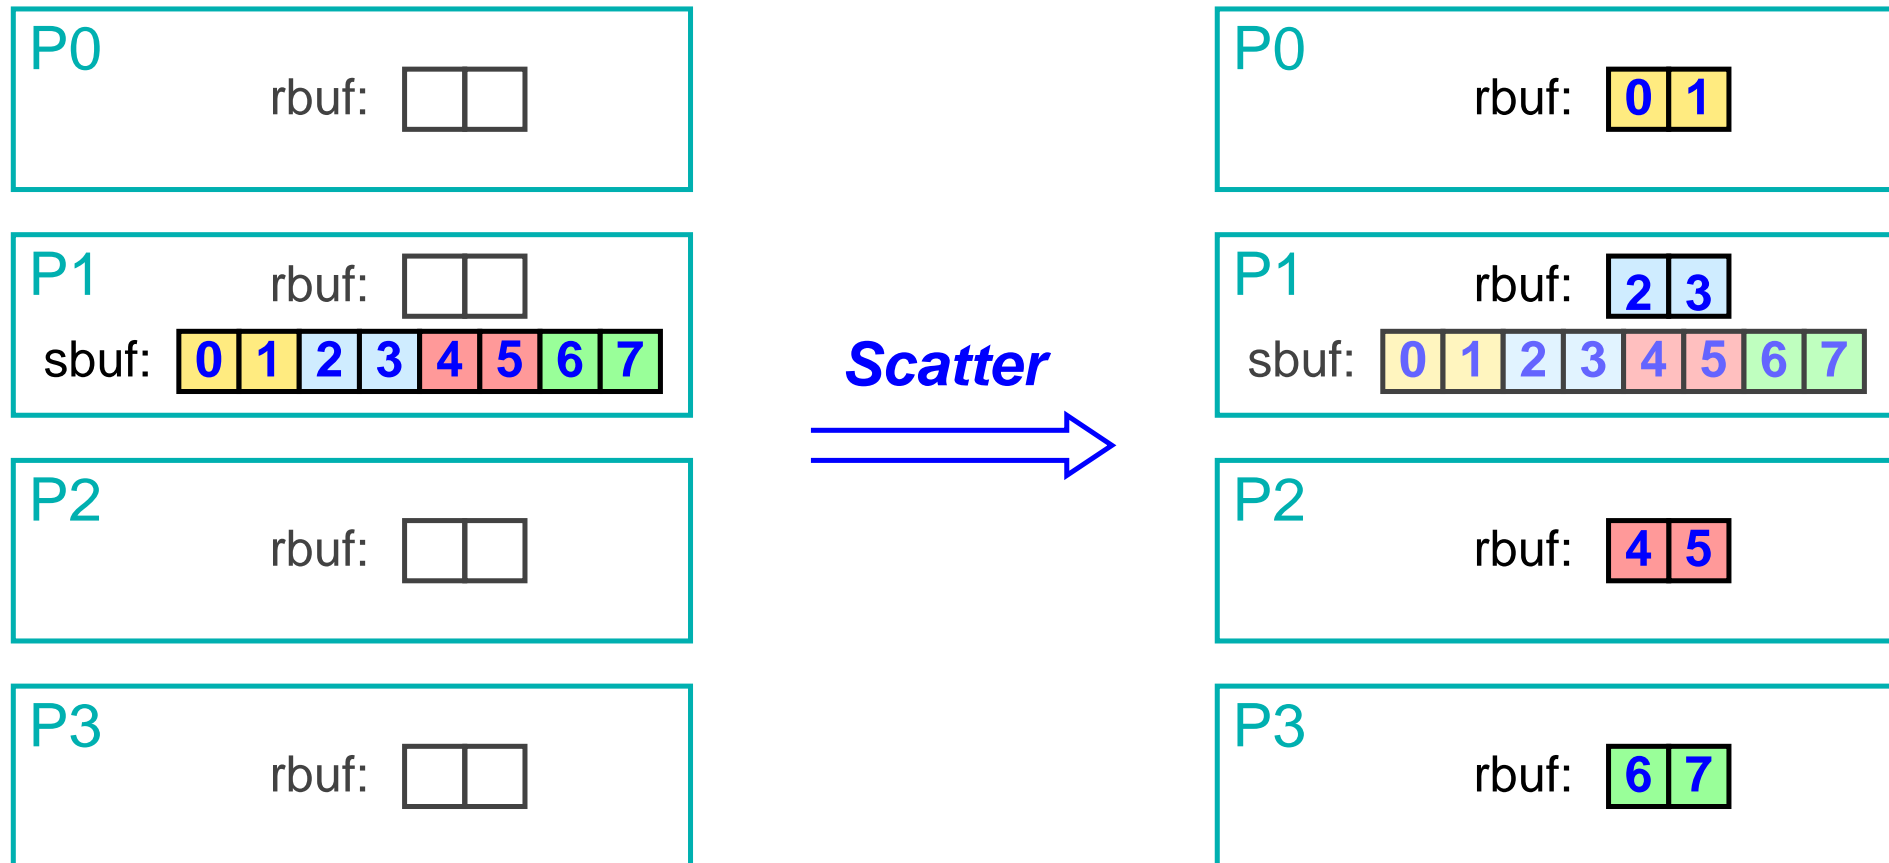 P0
rbuf:
P1
rbuf:
sbuf: 0 1 2 3 4 5 6 7
P2
rbuf:
P3
rbuf:
Scatter
P0
rbuf: 0 1
P1
rbuf: 2 3
sbuf: 0 1 2 3 4 5 6 7
P2
rbuf: 4 5
P3
rbuf: 6 7